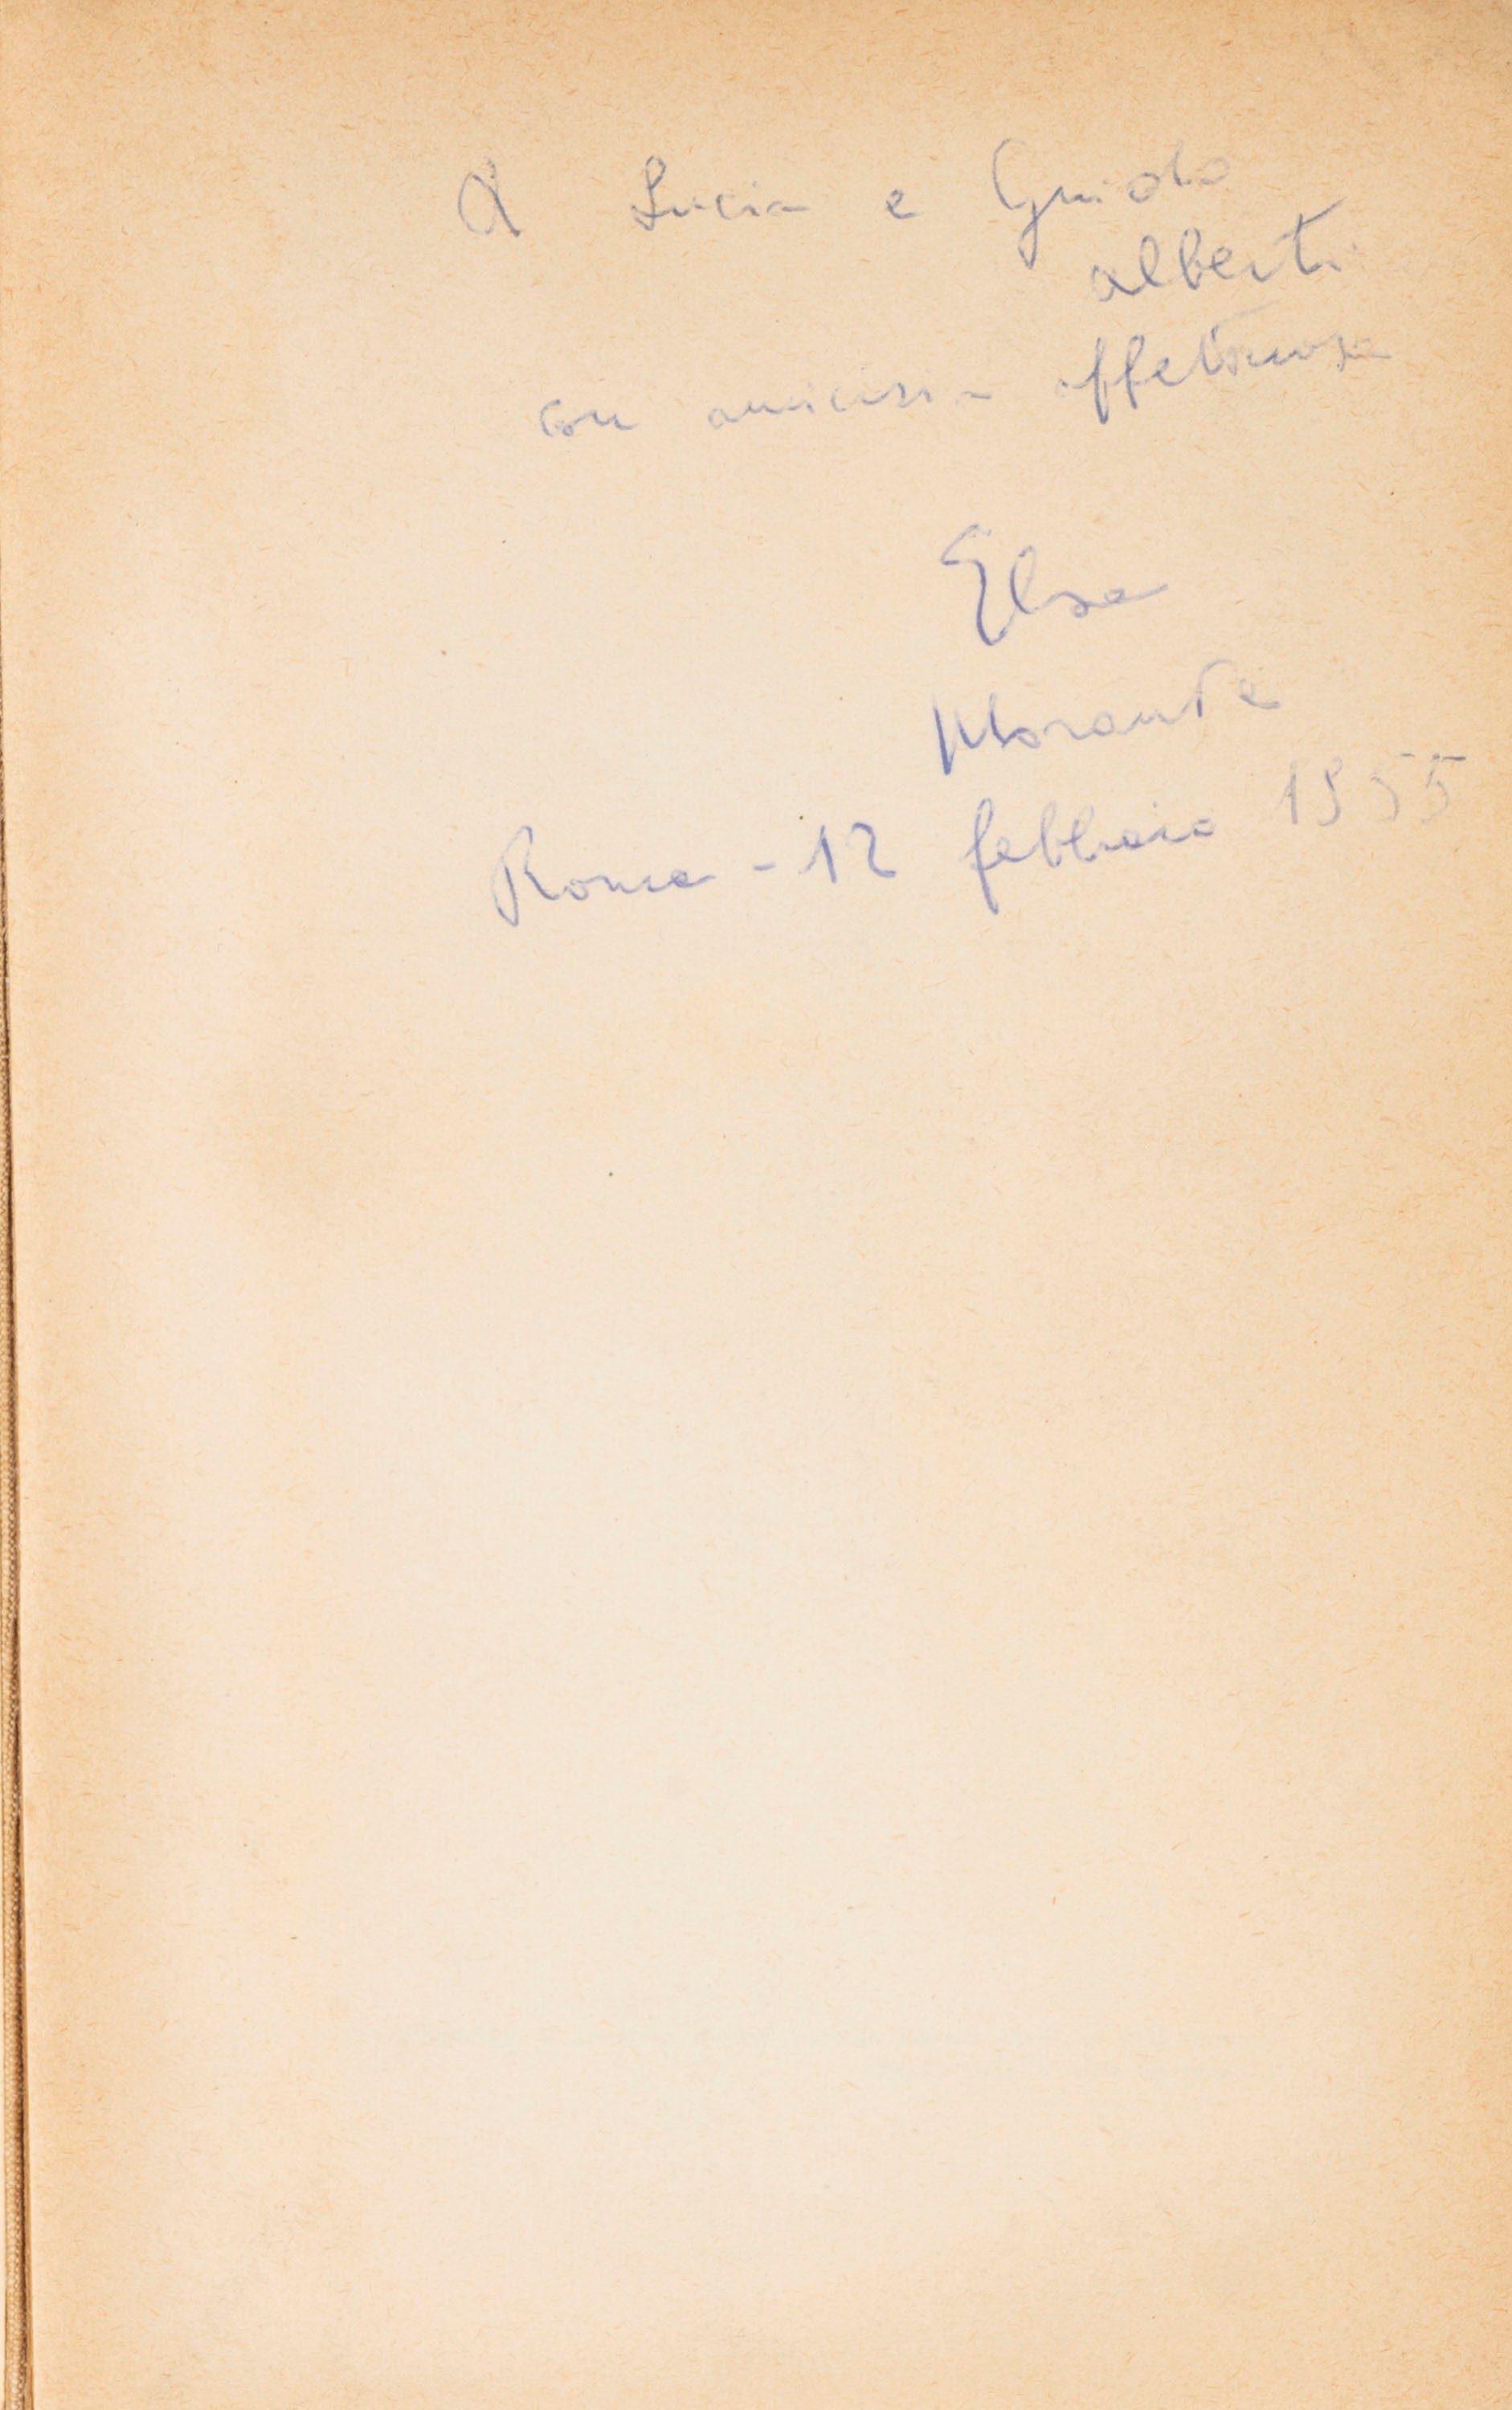 A Lucia e Guido
Alberti
con amicizia affettuosa
Elsa
Morante
Roma - 12 febbraio 1955